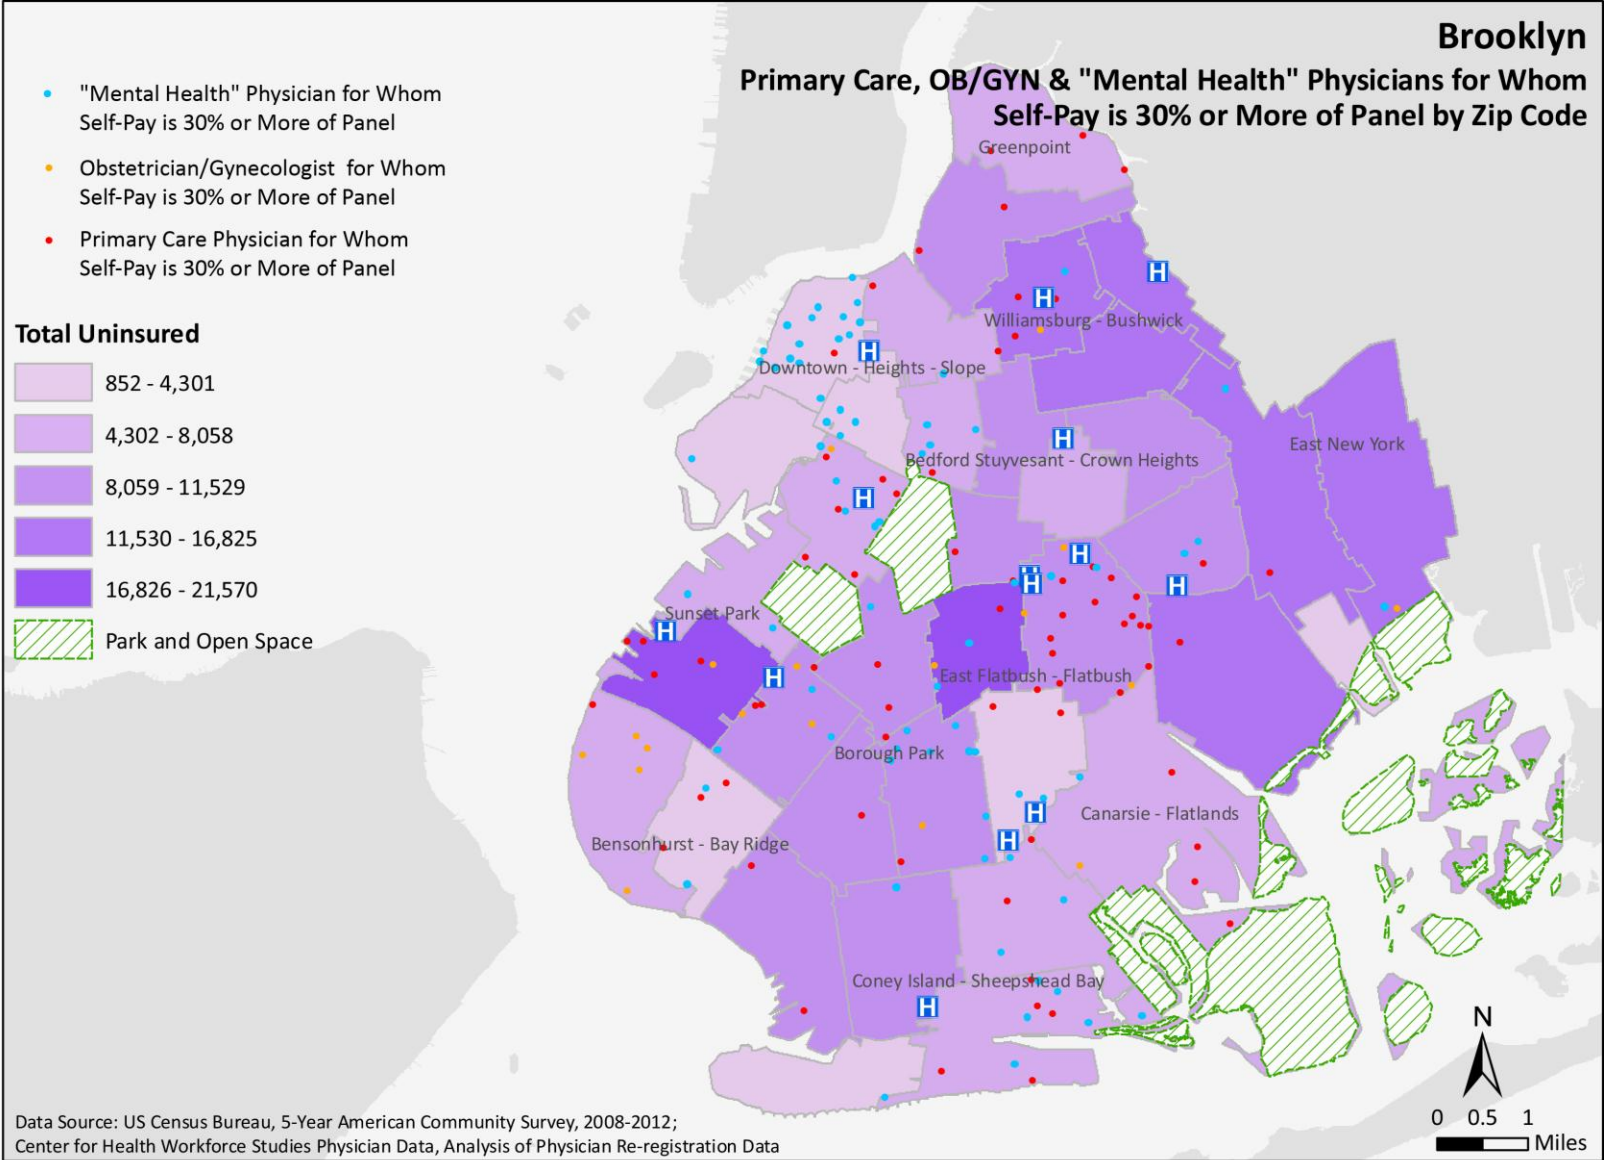 Brooklyn
Primary Care, OB/GYN & "Mental Health" Physicians for Whom
Self-Pay is 30% or More of Panel by Zip Code
"Mental Health" Physician for Whom
Self-Pay is 30% or More of Panel
Obstetrician/Gynecologist for Whom
Self-Pay is 30% or More of Panel
Primary Care Physician for Whom
Self-Pay is 30% or More of Panel
Total Uninsured
852 - 4,301
4,302 - 8,058
8,059 - 11,529
11,530 - 16,825
16,826 - 21,570
Park and Open Space
Greenpoint
H
H
Williamsburg - Bushwick
H
Downtown - Heights - Slope
H
East New York
Bedford Stuyvesant - Crown Heights
H
H
H
H
H
Sunset Park
H
H
East Flatbush - Flatbush
Borough Park
H
Canarsie - Flatlands
H
Bensonhurst - Bay Ridge
Coney Island - Sheepshead Bay
H
N
0 0.5 1
Miles
Data Source: US Census Bureau, 5-Year American Community Survey, 2008-2012;
Center for Health Workforce Studies Physician Data, Analysis of Physician Re-registration Data